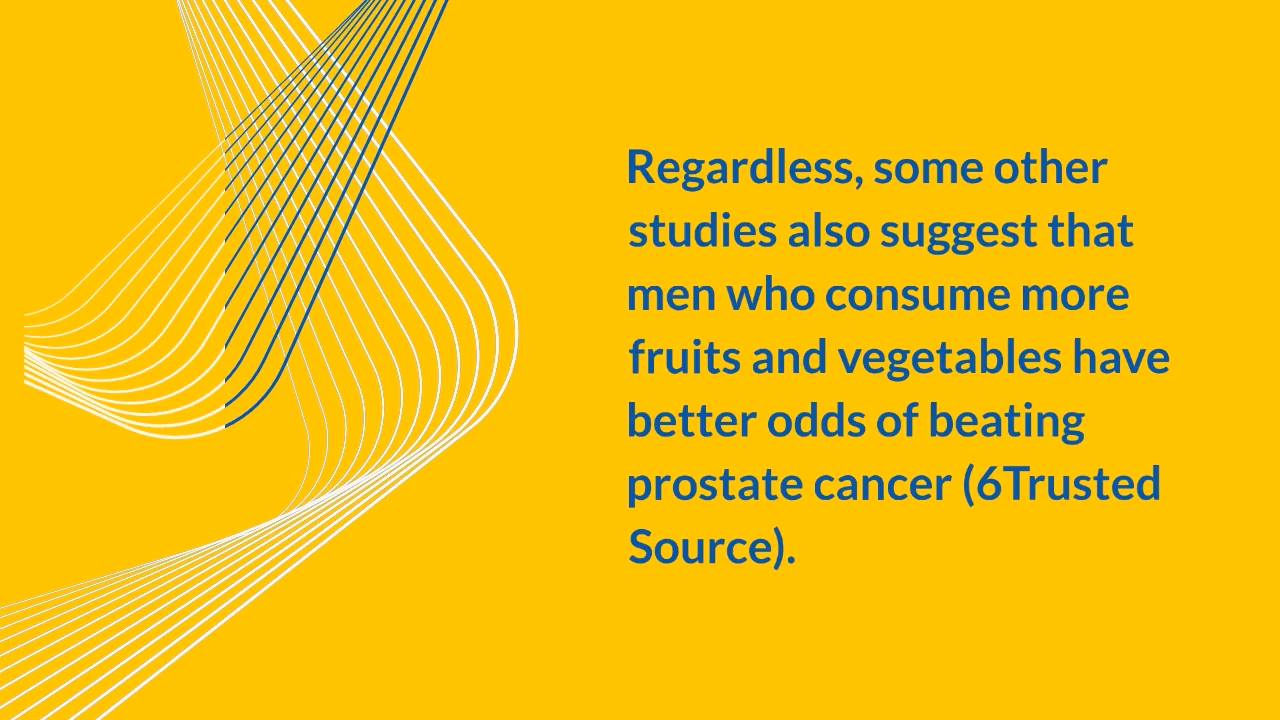 Regardless, some other
studies also suggest that
men who consume more
fruits and vegetables have
better odds of beating
prostate cancer (6Trusted
Source).